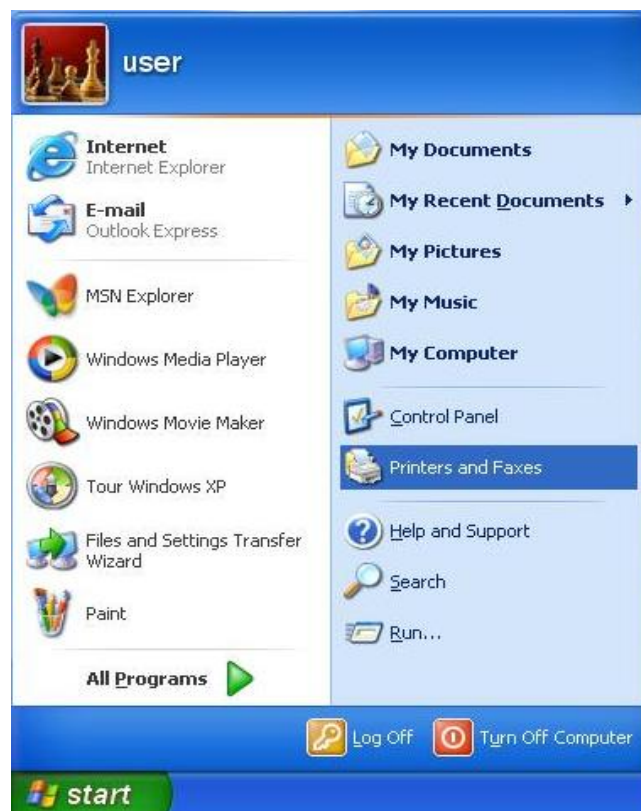 user
Internet
Internet Explorer
E-mail
Outlook Express
MSN Explorer
Windows Media Player
Windows Movie Maker
Tour Windows XP
Files and Settings Transfer
Wizard
Paint
All Programs
My Documents
My Recent Documents
My Pictures
My Music
My Computer
Control Panel
Printers and Faxes
Help and Support
Search
Run...
Log Off
Turn Off Computer
start